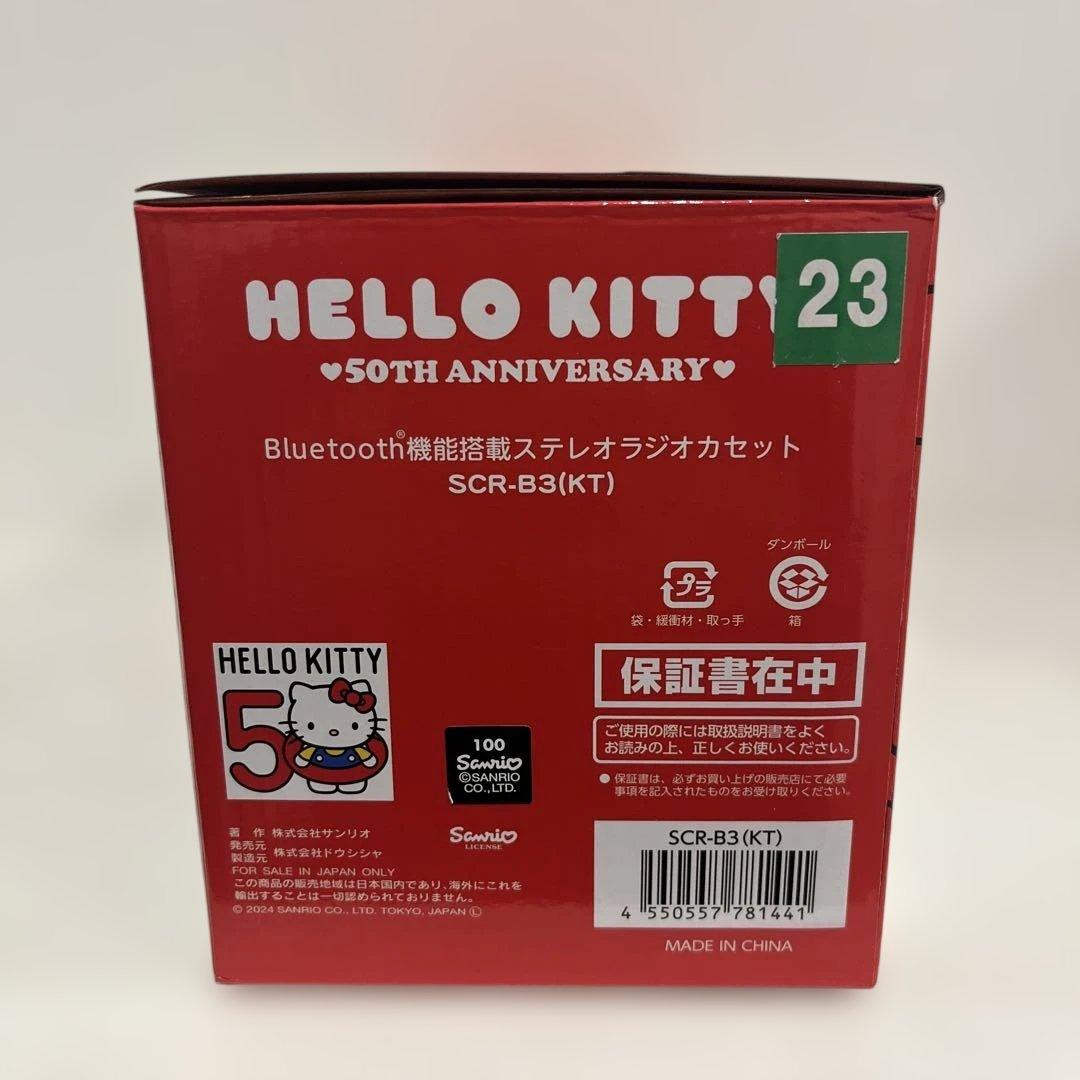 HELLO KITTY
23
♥50TH ANNIVERSARY♥
Bluetooth®機能搭載ステレオラジオカセット
SCR-B3(KT)
ダンボール
プラ
袋・緩衝材・取っ手
箱
HELLO KITTY
50
保証書在中
ご使用の際には取扱説明書をよく
お読みの上、正しくお使いください。
● 保証書は、必ずお買い上げの販売店にて必要
事項を記入されたものをお受け取りください。
100
Sanrio
©SANRIO
CO.,LTD.
Sanrio
LICENSE
著 作 株式会社サンリオ
発売元
製造元 株式会社ドウシシャ
FOR SALE IN JAPAN ONLY
この商品の販売地域は日本国内であり、海外にこれを
輸出することは一切認められておりません。
© 2024 SANRIO CO., LTD. TOKYO, JAPAN Ⓛ
SCR-B3(KT)
4 550557 781441
MADE IN CHINA